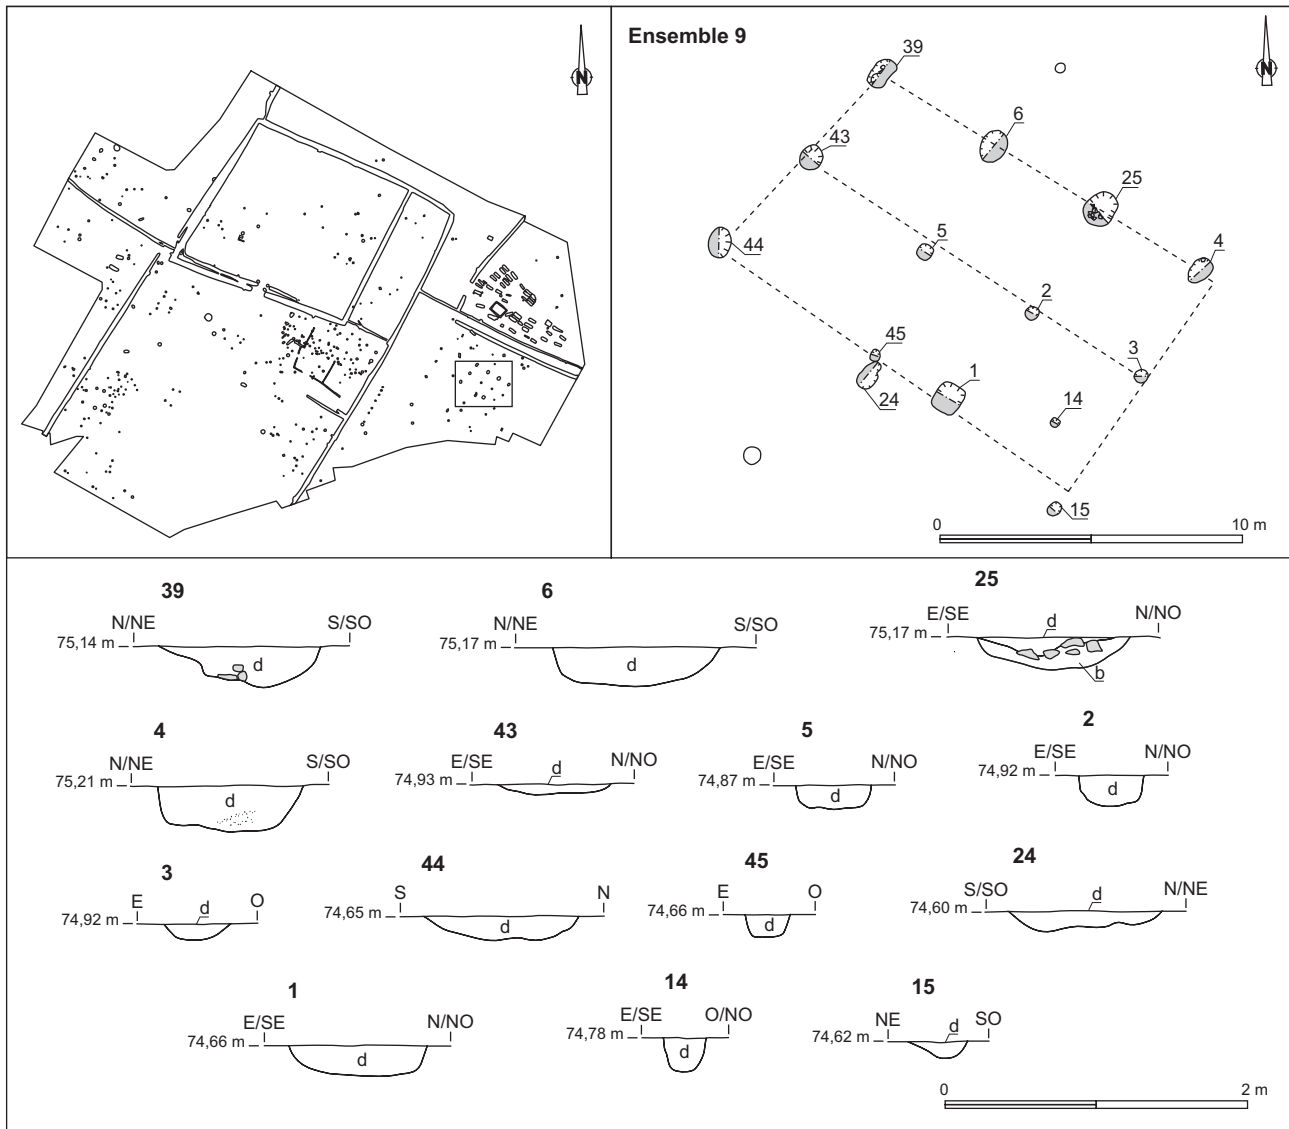 N
Ensemble 9
N
39
6
43
25
5
44
4
2
45
3
1
24
14
15
0 10 m
39
N/NE S/SO
75,14 m
d
6
N/NE S/SO
75,17 m
d
25
E/SE N/NO
d
75,17 m
b
4
N/NE S/SO
75,21 m
d
43
E/SE N/NO
d
74,93 m
5
E/SE N/NO
74,87 m
d
2
E/SE N/NO
74,92 m
d
3
E O
d
74,92 m
44
S N
74,65 m
d
45
E O
74,66 m
d
24
S/SO N/NE
d
74,60 m
1
E/SE N/NO
74,66 m
d
14
E/SE O/NO
74,78 m
d
15
NE SO
d
74,62 m
0 2 m